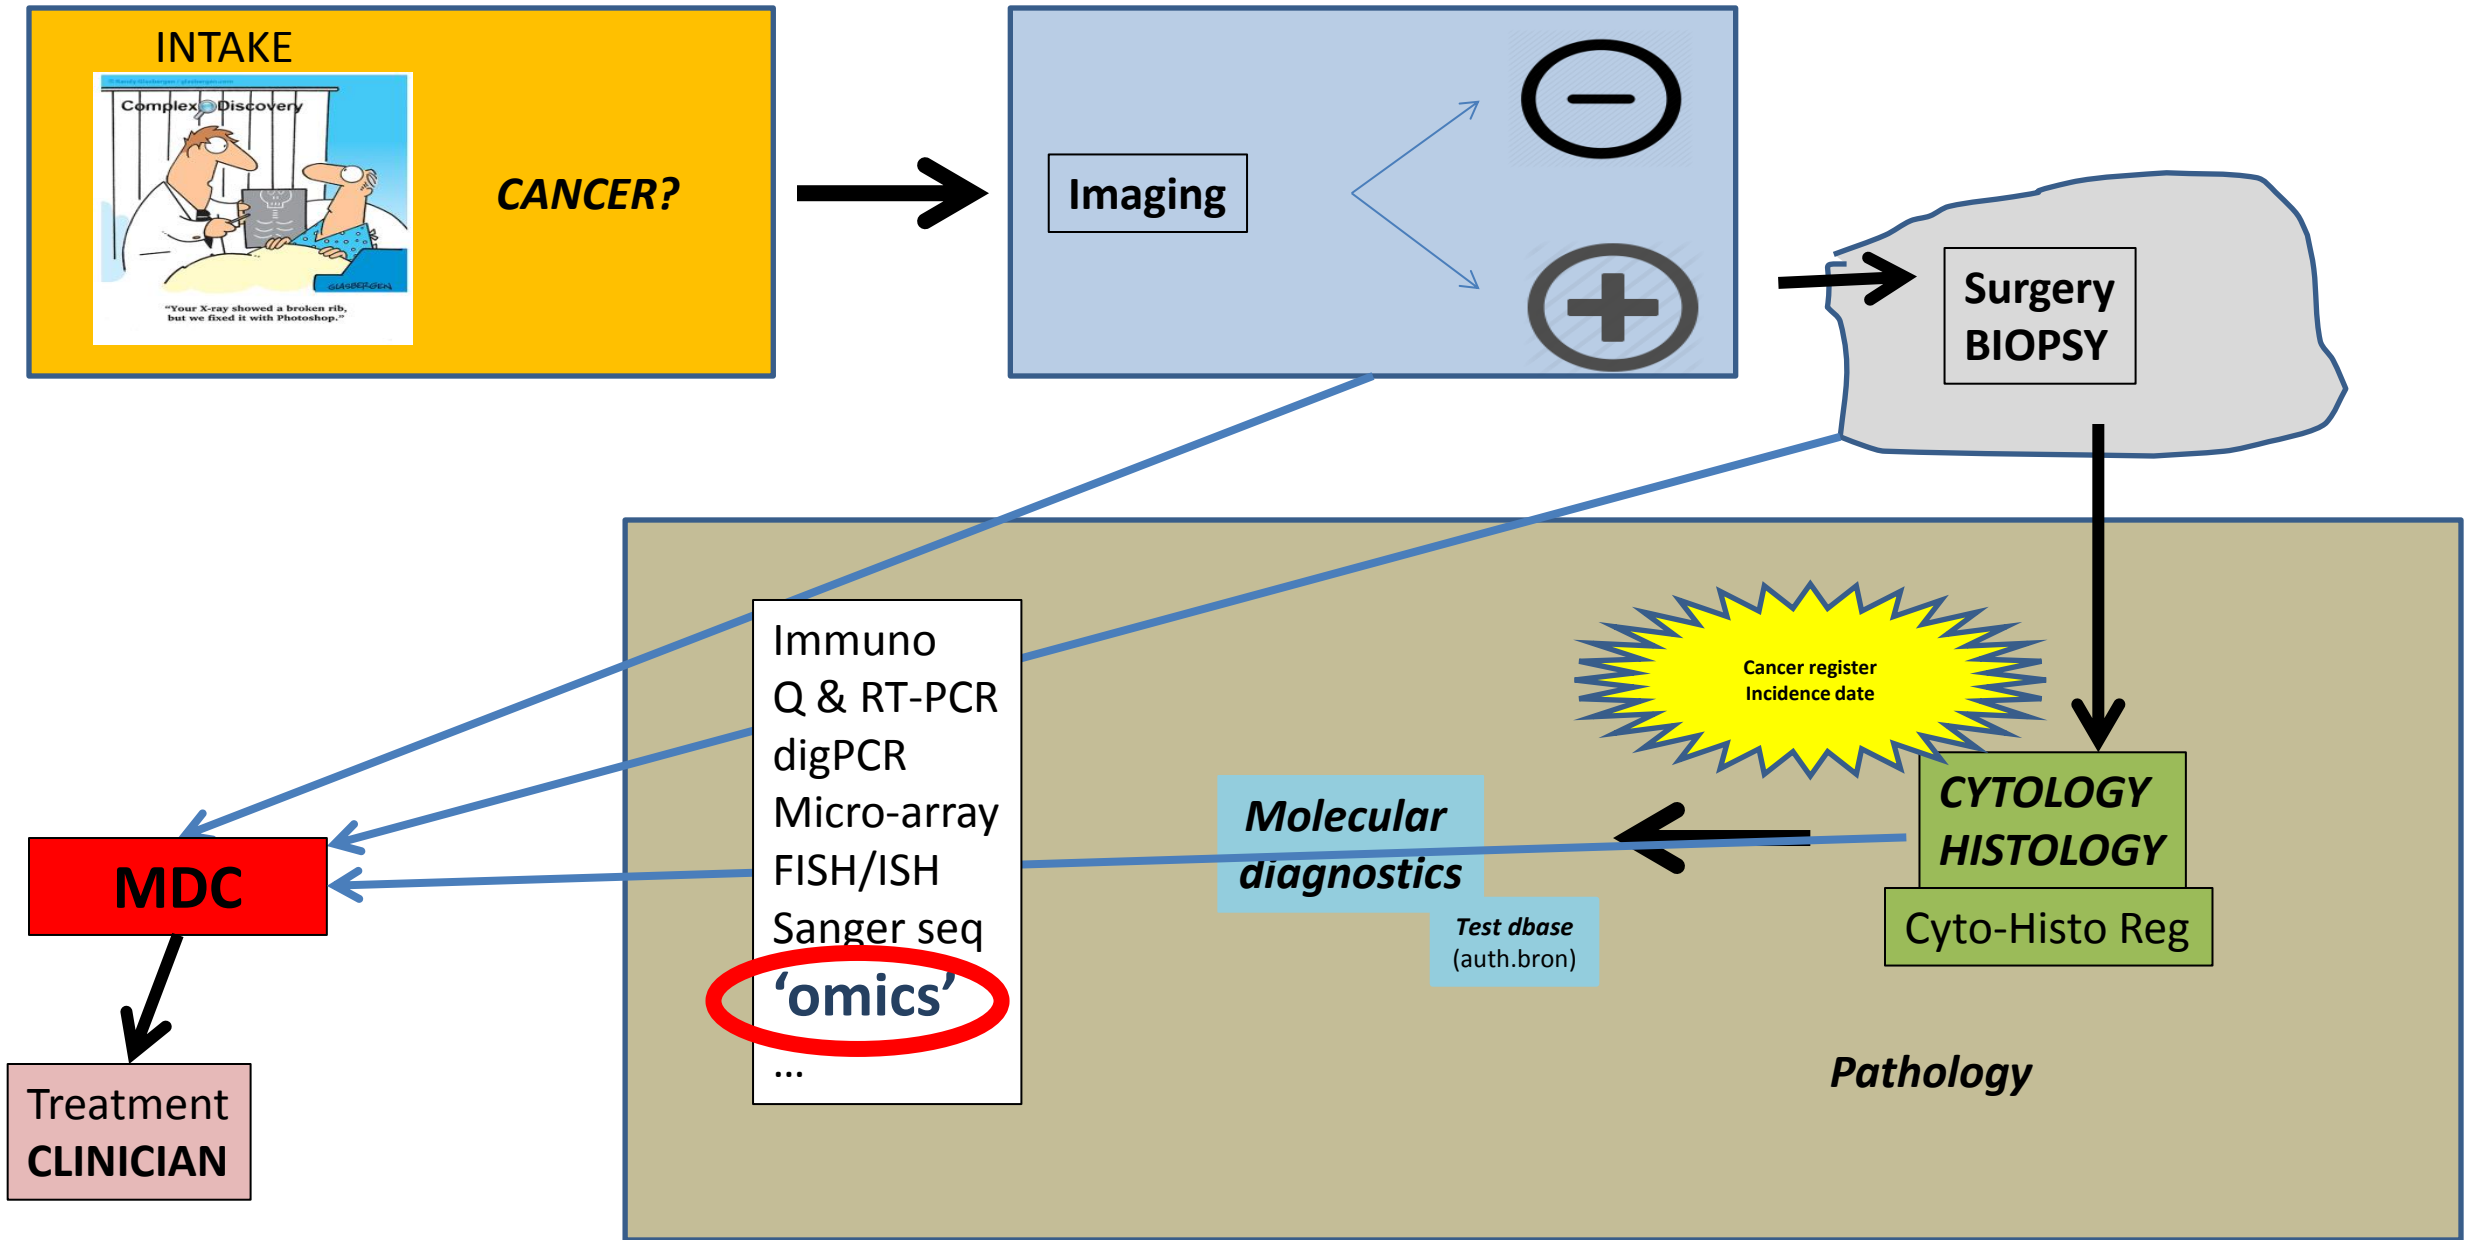 INTAKE
Complex Discovery
GLASBERGEN
"Your X-ray showed a broken rib,
but we fixed it with Photoshop."
CANCER?
Imaging
Surgery
BIOPSY
Immuno
Q & RT-PCR
digPCR
Micro-array
FISH/ISH
Sanger seq
‘omics’
...
Cancer register
Incidence date
Molecular
diagnostics
Test dbase
(auth.bron)
CYTOLOGY
HISTOLOGY
Cyto-Histo Reg
Pathology
MDC
Treatment
CLINICIAN